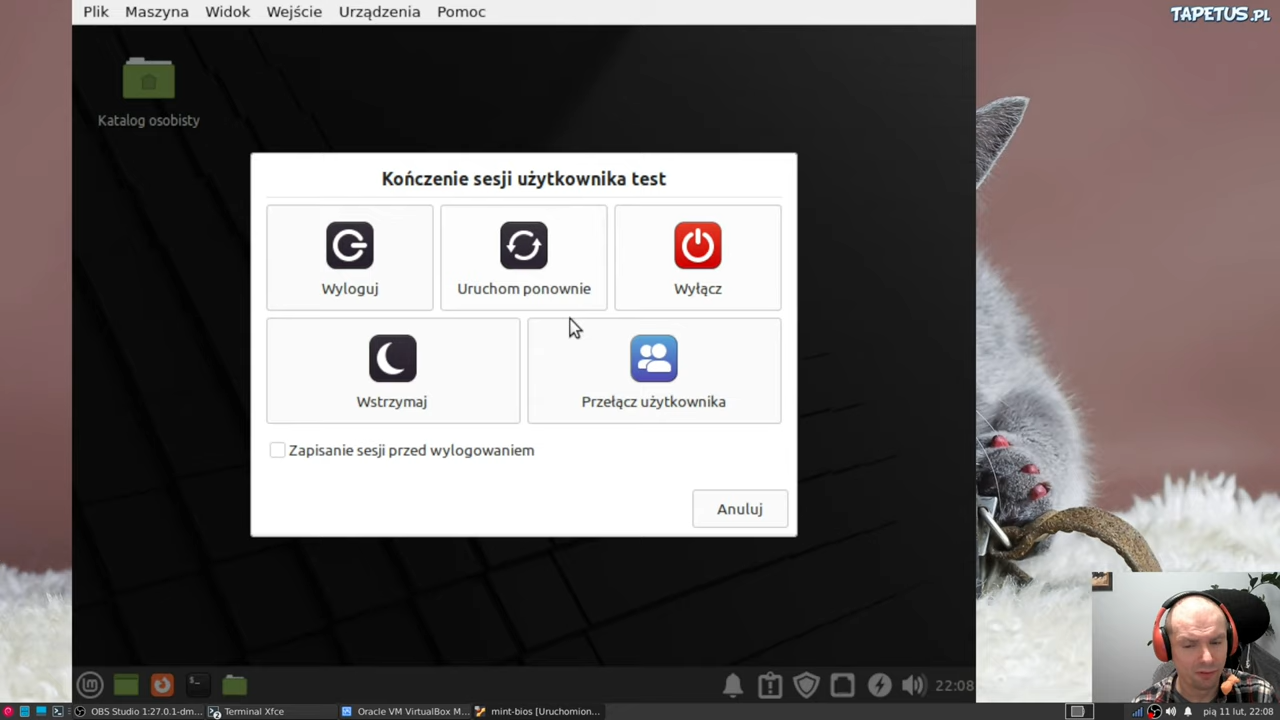 Plik Maszyna Widok Wejście Urządzenia Pomoc
TAPETUS.PL
Katalog osobisty
Kończenie sesji użytkownika test
Wyloguj
Uruchom ponownie
Wyłącz
Wstrzymaj
Przełącz użytkownika
Zapisanie sesji przed wylogowaniem
Anuluj
22:08
OBS Studio 1:27.0.1-dm...
Terminal Xfce
Oracle VM VirtualBox M...
mint-bios [Uruchomion...
pią 11 lut, 22:08